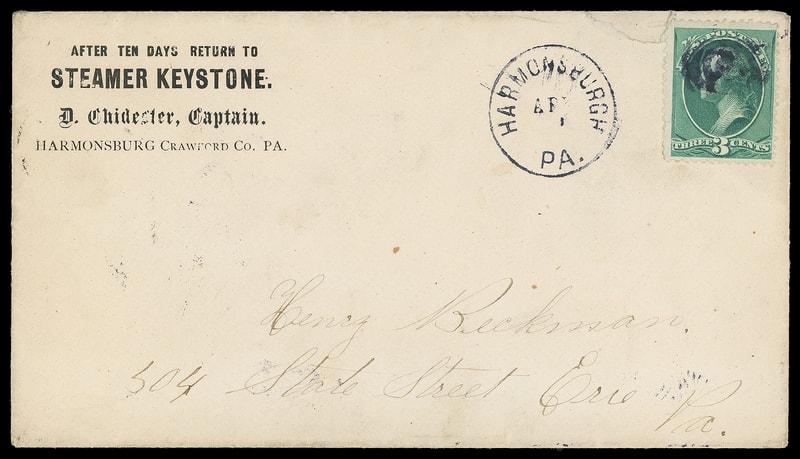 AFTER TEN DAYS RETURN TO
STEAMER KEYSTONE.
D. Chidester, Captain.
HARMONSBURG CRAWFORD CO. PA.
HARMONSBURGH
PA.
U.S. POSTAGE
THREE 3 CENTS
Henry Beckman.
504 State Street Erie Pa.